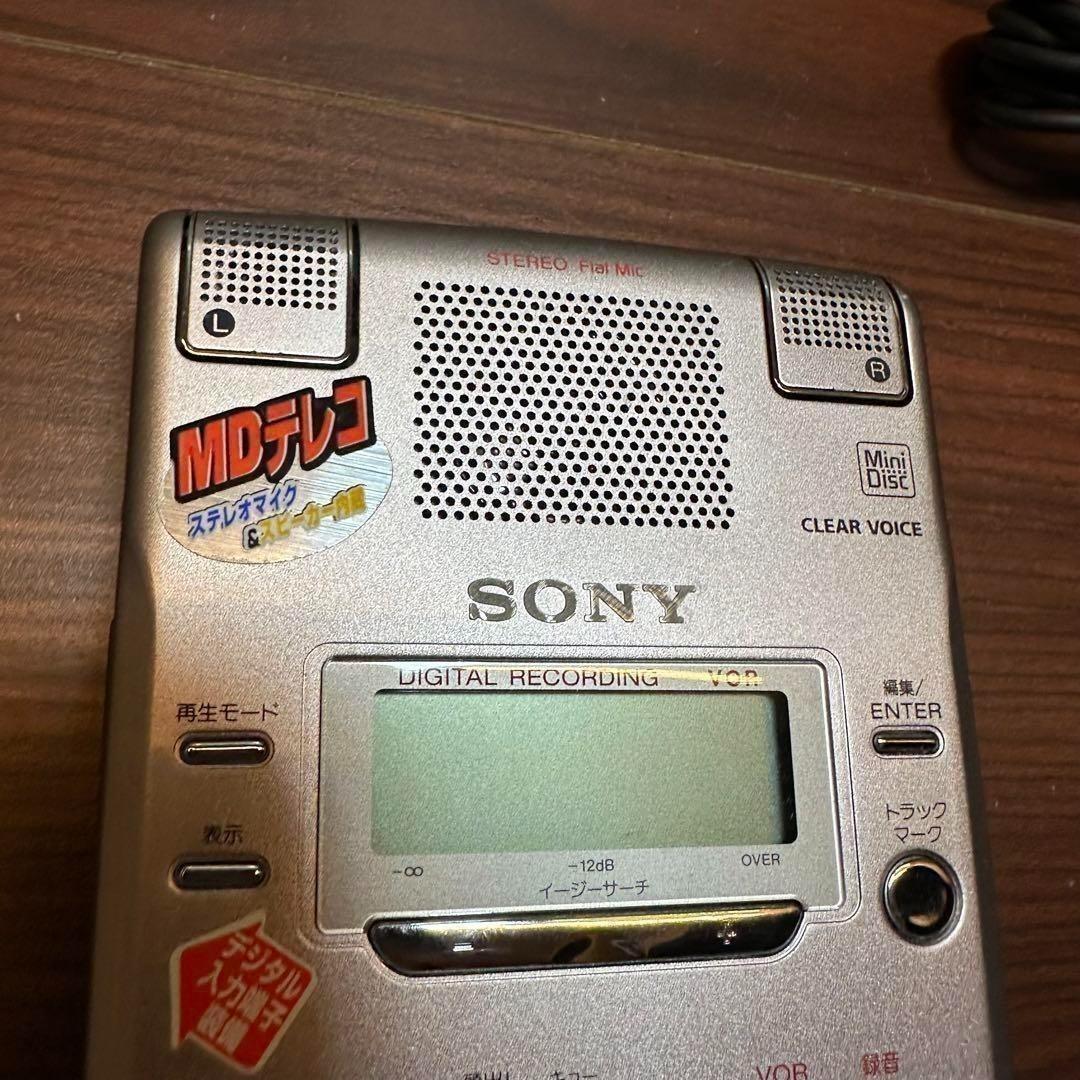 STEREO Flat Mic
L
R
MDテレコ
ステレオマイク
&スピーカー内蔵
Mini
Disc
CLEAR VOICE
SONY
DIGITAL RECORDING VOR
再生モード
編集/
ENTER
表示
トラック
マーク
-∞ -12dB OVER
イージーサーチ
- +
デジタル
入力端子
装備
VOR 録音